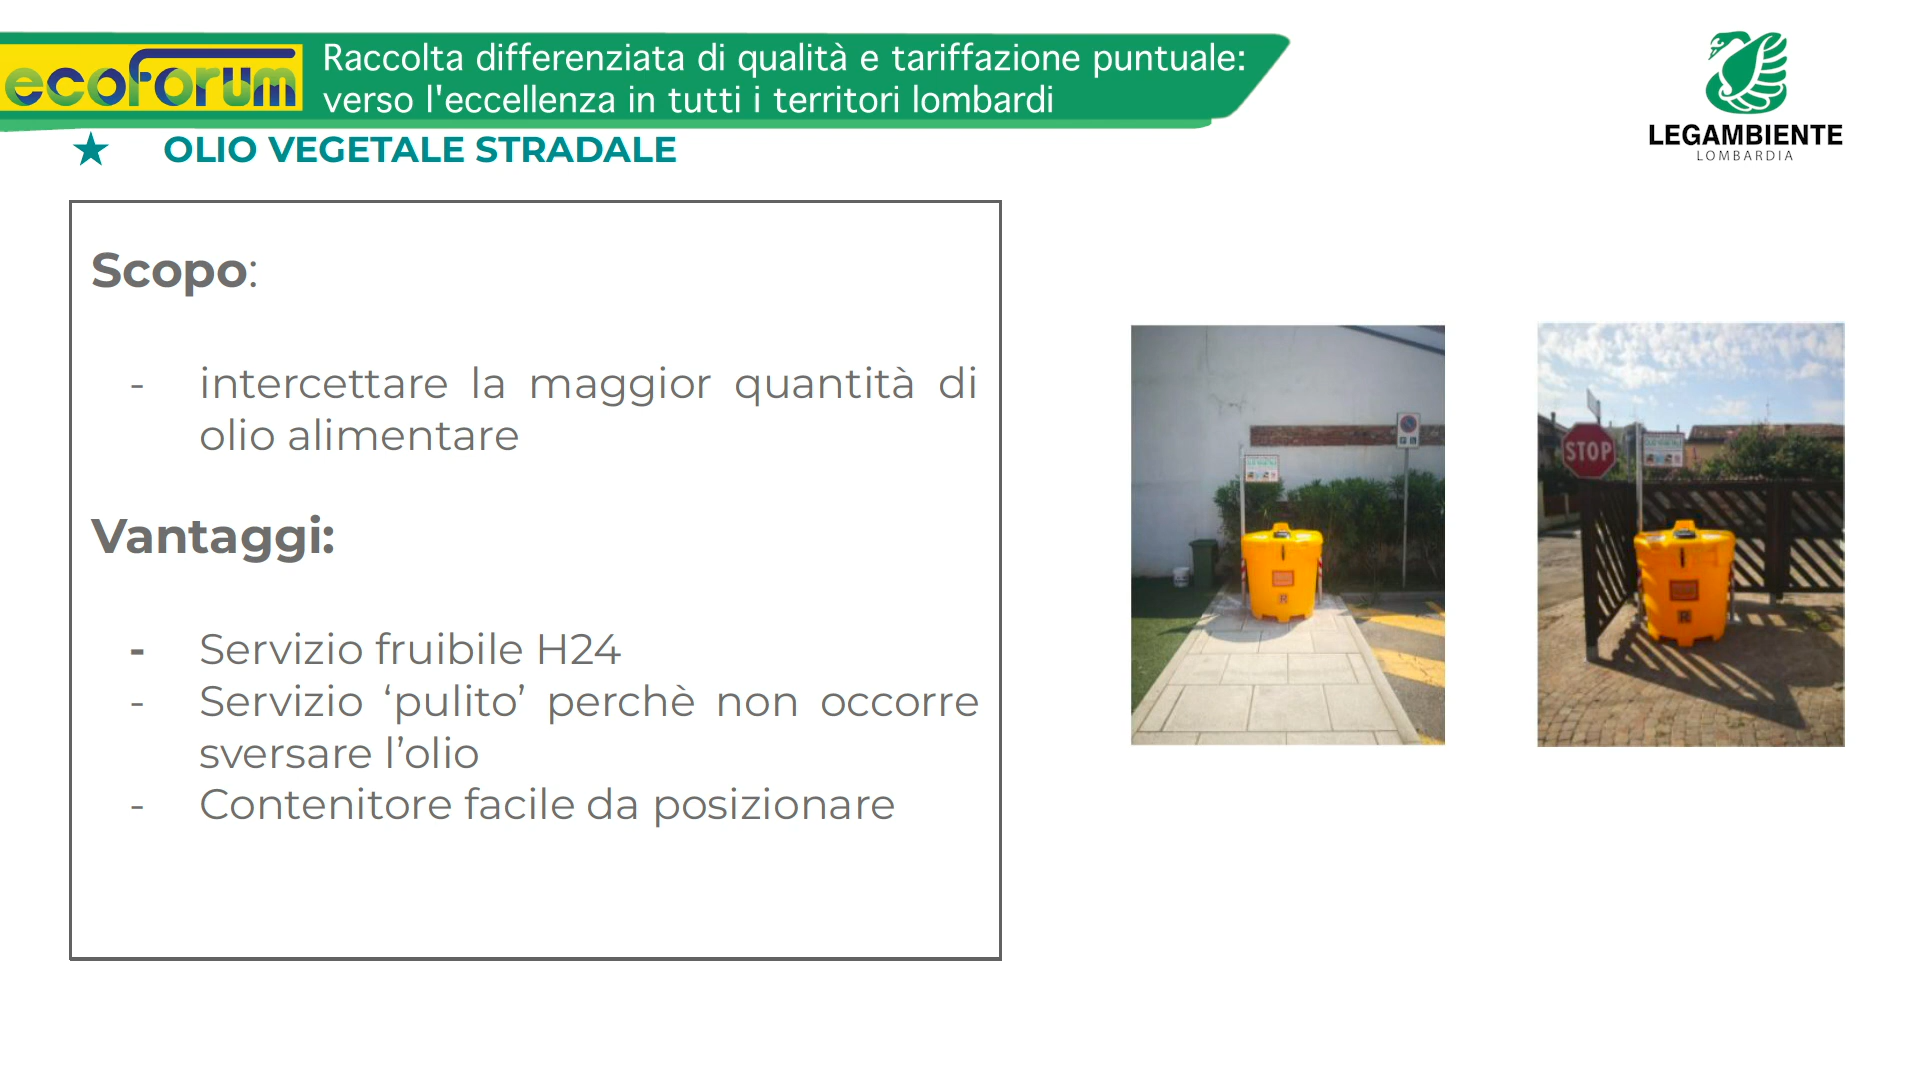 ecoforum
Raccolta differenziata di qualità e tariffazione puntuale:
verso l'eccellenza in tutti i territori lombardi
LEGAMBIENTE
LOMBARDIA
★ OLIO VEGETALE STRADALE
Scopo:
- intercettare la maggior quantità di
olio alimentare
Vantaggi:
- Servizio fruibile H24
- Servizio ‘pulito’ perchè non occorre
sversare l’olio
- Contenitore facile da posizionare
STOP
R
R